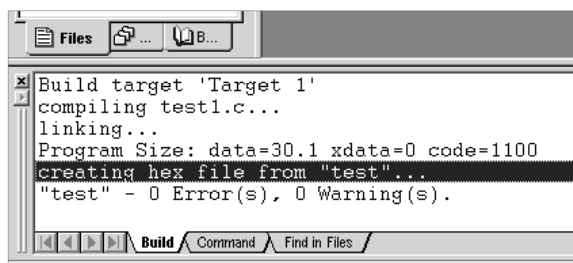 Files ... B...
Build target 'Target 1'
compiling test1.c...
linking...
Program Size: data=30.1 xdata=0 code=1100
creating hex file from "test"...
"test" - 0 Error(s), 0 Warning(s).
Build Command Find in Files